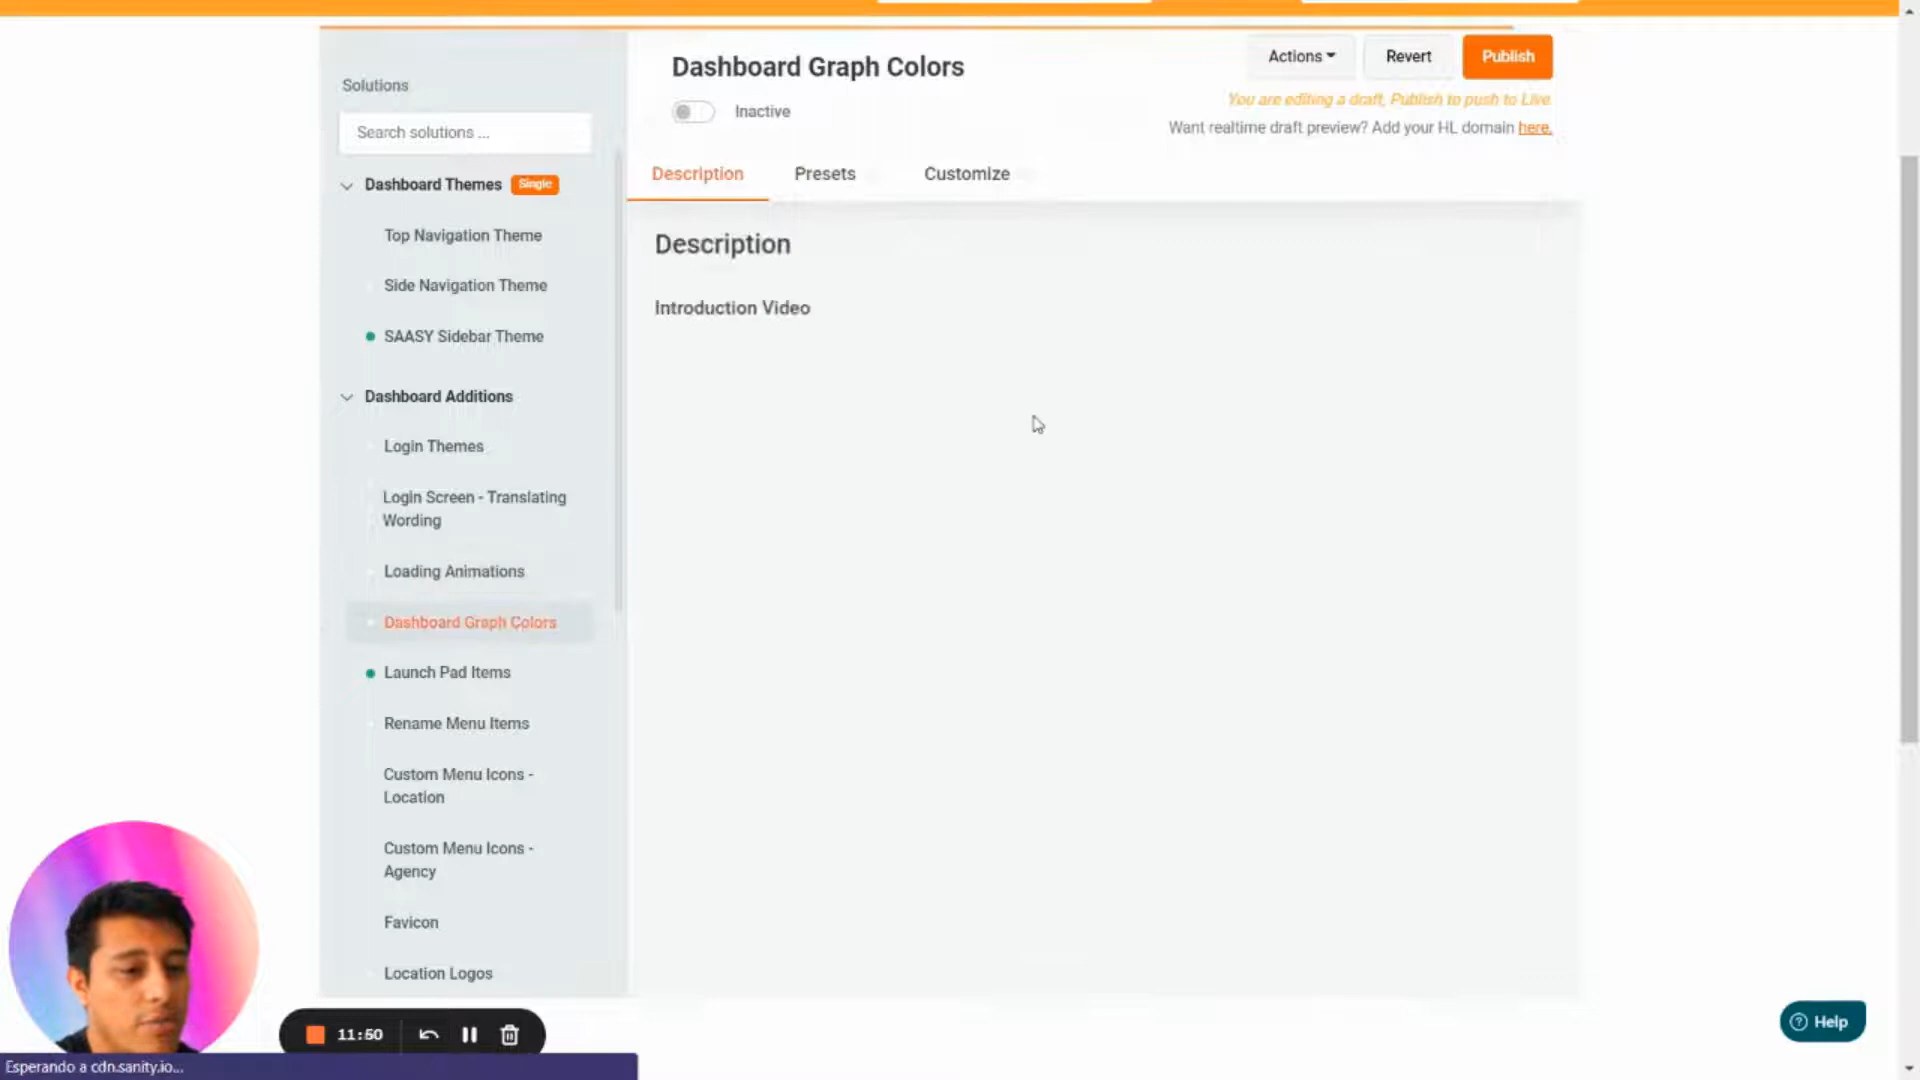 Solutions
Search solutions ...
Dashboard Themes Single
Top Navigation Theme
Side Navigation Theme
SAASY Sidebar Theme
Dashboard Additions
Login Themes
Login Screen - Translating
Wording
Loading Animations
Dashboard Graph Colors
Launch Pad Items
Rename Menu Items
Custom Menu Icons -
Location
Custom Menu Icons -
Agency
Favicon
Location Logos
Dashboard Graph Colors
Inactive
Actions
Revert
Publish
You are editing a draft, Publish to push to Live
Want realtime draft preview? Add your HL domain here.
Description
Presets
Customize
Description
Introduction Video
11:50
Help
Esperando a cdn.sanity.io...